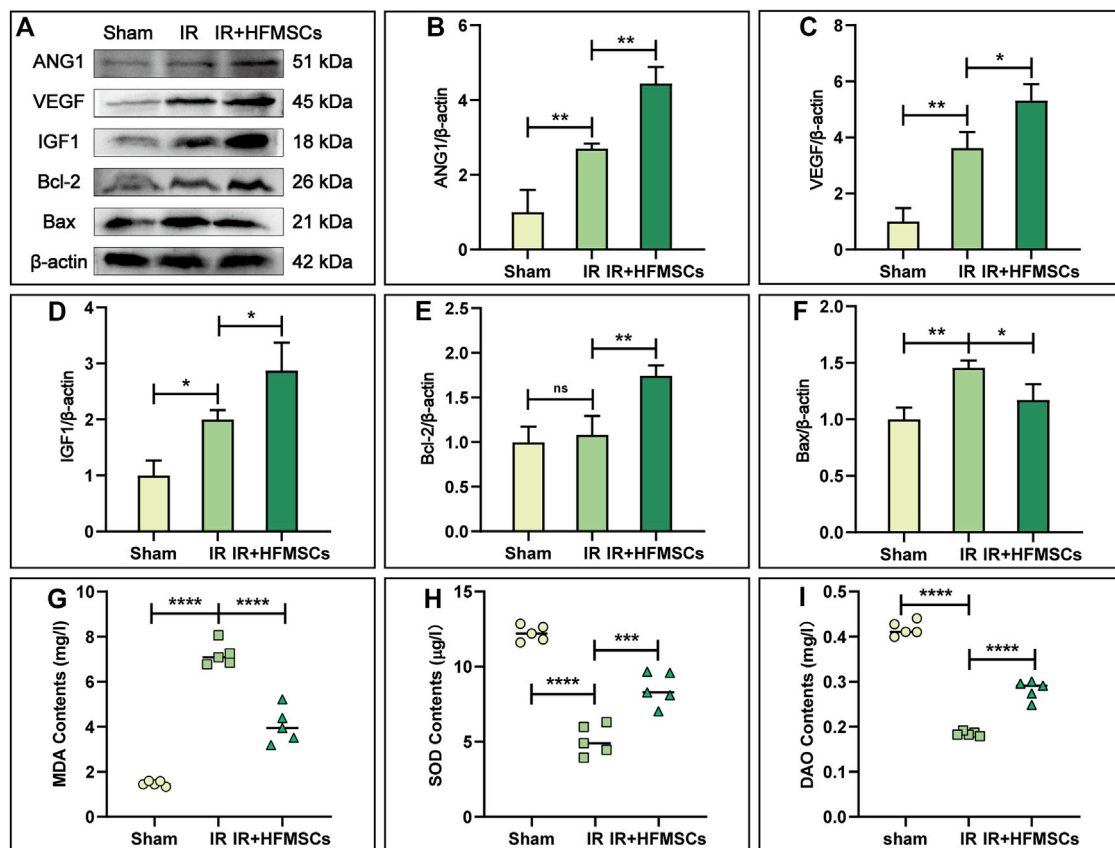 A
Sham IR IR+HFMSCs
ANG1 51 kDa
VEGF 45 kDa
IGF1 18 kDa
Bcl-2 26 kDa
Bax 21 kDa
β-actin 42 kDa
B
ANG1/β-actin
6
4
2
0
**
**
Sham IR IR+HFMSCs
C
VEGF/β-actin
8
6
4
2
0
*
**
Sham IR IR+HFMSCs
D
IGF1/β-actin
4
3
2
1
0
*
*
Sham IR IR+HFMSCs
E
Bcl-2/β-actin
2.5
2.0
1.5
1.0
0.5
0.0
**
ns
Sham IR IR+HFMSCs
F
Bax/β-actin
2.0
1.5
1.0
0.5
0.0
** *
Sham IR IR+HFMSCs
G
MDA Contents (mg/l)
10
8
6
4
2
0
**** ****
Sham IR IR+HFMSCs
H
SOD Contents (μg/l)
15
10
5
0
***
****
Sham IR IR+HFMSCs
I
DAO Contents (mg/l)
0.5
0.4
0.3
0.2
0.1
0.0
****
****
sham IR IR+HFMSCs